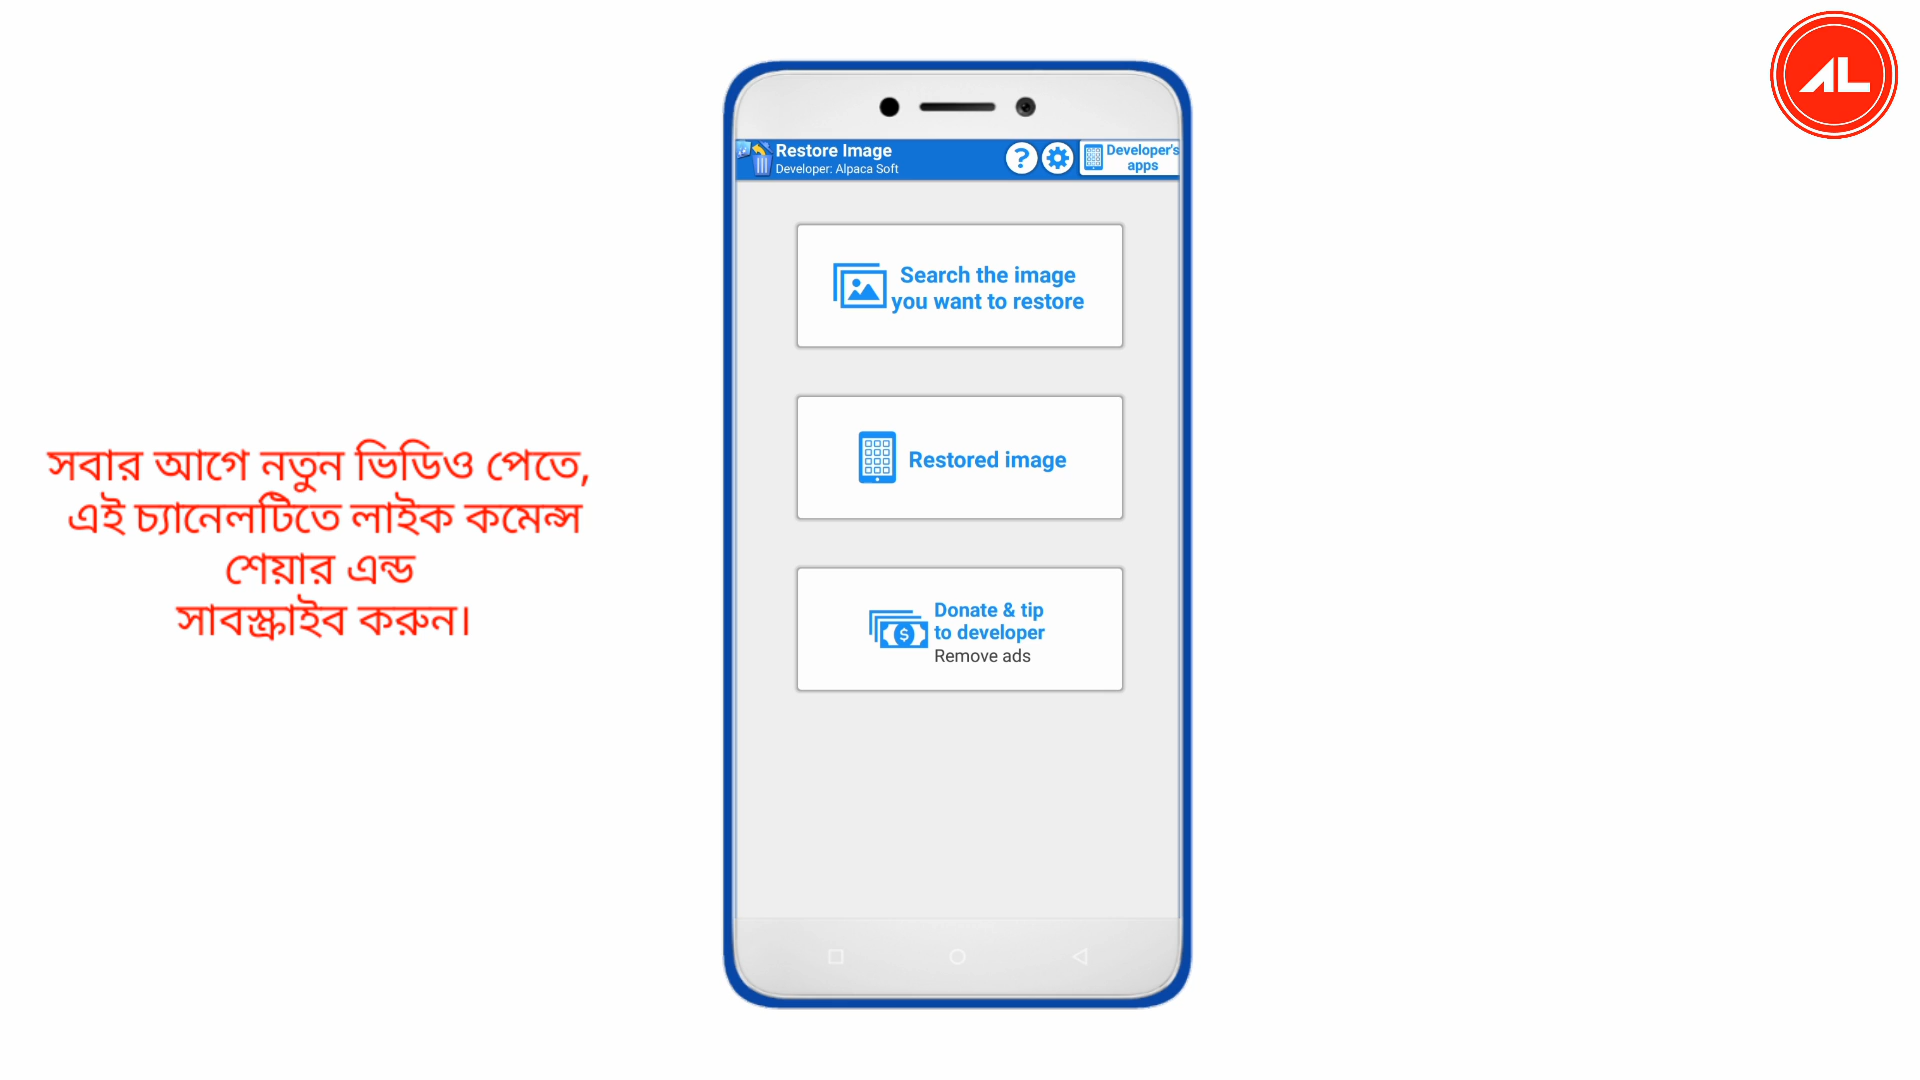 সবার আগে নতুন ভিডিও পেতে,
এই চ্যানেলটিতে লাইক কমেন্স
শেয়ার এন্ড
সাবস্ক্রাইব করুন।
Restore Image
Developer: Alpaca Soft
?
Developer's
apps
Search the image
you want to restore
Restored image
Donate & tip
to developer
Remove ads
AL